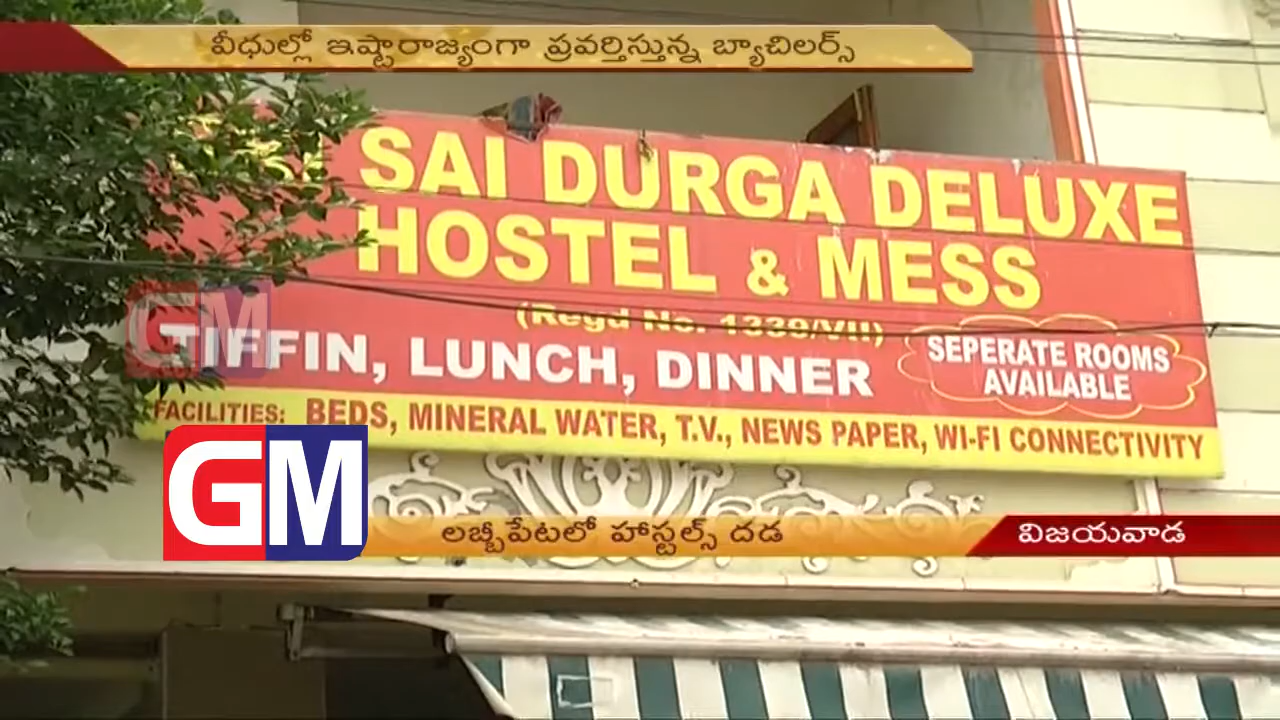 వీధుల్లో ఇష్టారాజ్యంగా ప్రవర్తిస్తున్న బ్యాచిలర్స్
SAI DURGA DELUXE
HOSTEL & MESS
(Regd No. 1339/VII)
TIFFIN, LUNCH, DINNER
SEPERATE ROOMS
AVAILABLE
FACILITIES: BEDS, MINERAL WATER, T.V., NEWS PAPER, WI-FI CONNECTIVITY
GM
GM
లబ్బీపేటలో హాస్టల్స్ దడ
విజయవాడ